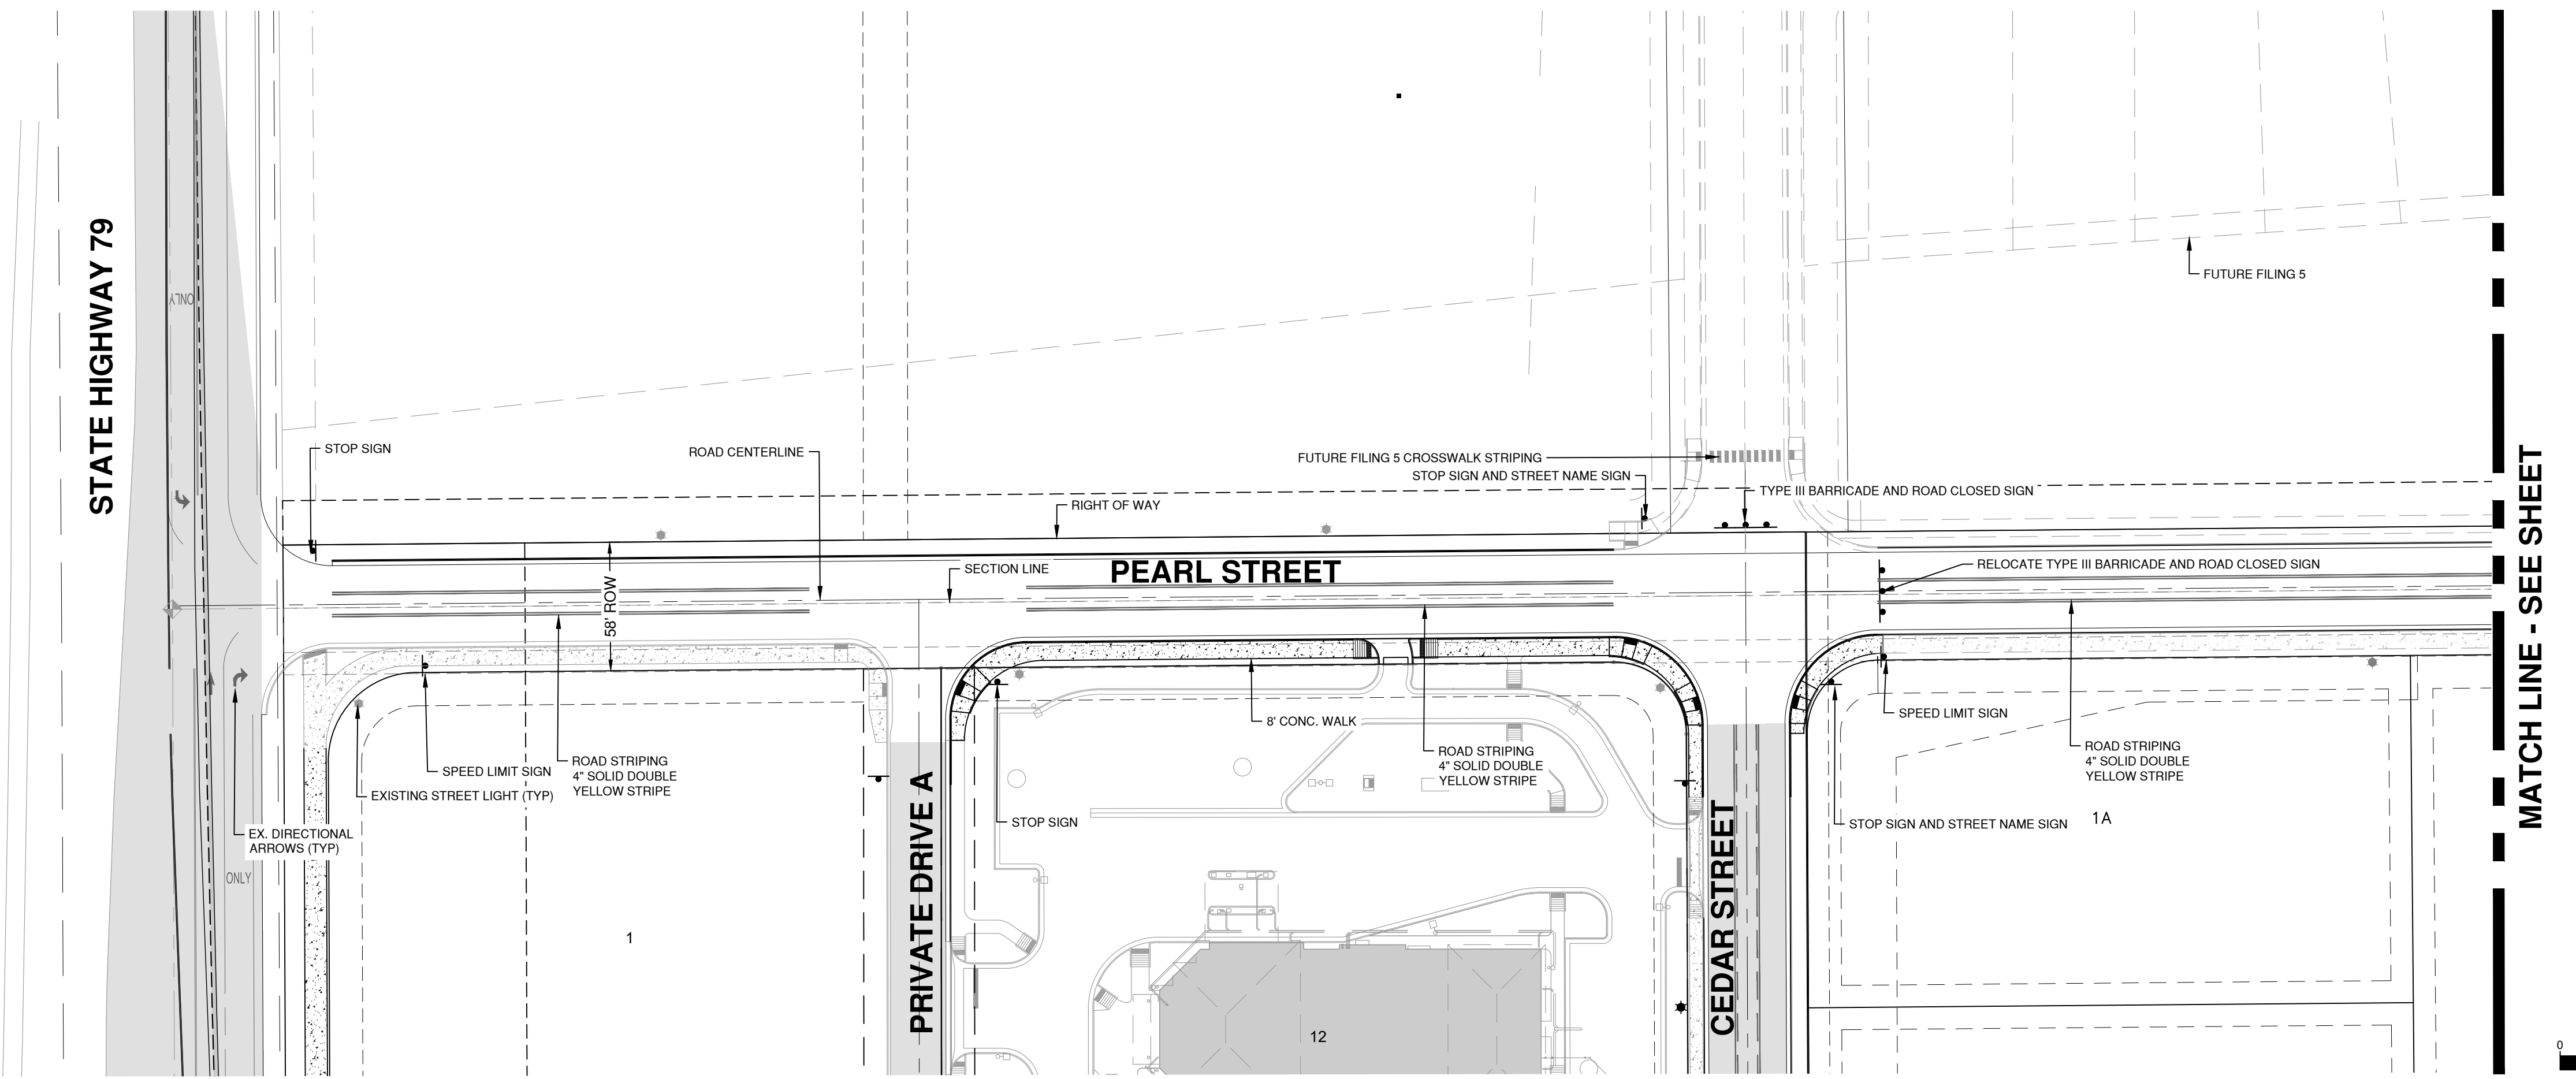 STATE HIGHWAY 79
ONLY
FUTURE FILING 5
STOP SIGN
ROAD CENTERLINE
FUTURE FILING 5 CROSSWALK STRIPING
STOP SIGN AND STREET NAME SIGN
TYPE III BARRICADE AND ROAD CLOSED SIGN
RIGHT OF WAY
SECTION LINE
PEARL STREET
RELOCATE TYPE III BARRICADE AND ROAD CLOSED SIGN
58' ROW
MATCH LINE - SEE SHEET
8' CONC. WALK
SPEED LIMIT SIGN
ROAD STRIPING
4" SOLID DOUBLE
YELLOW STRIPE
ROAD STRIPING
4" SOLID DOUBLE
YELLOW STRIPE
ROAD STRIPING
4" SOLID DOUBLE
YELLOW STRIPE
SPEED LIMIT SIGN
EXISTING STREET LIGHT (TYP)
EX. DIRECTIONAL
ARROWS (TYP)
STOP SIGN
STOP SIGN AND STREET NAME SIGN
1A
ONLY
PRIVATE DRIVE A
CEDAR STREET
1
12
0